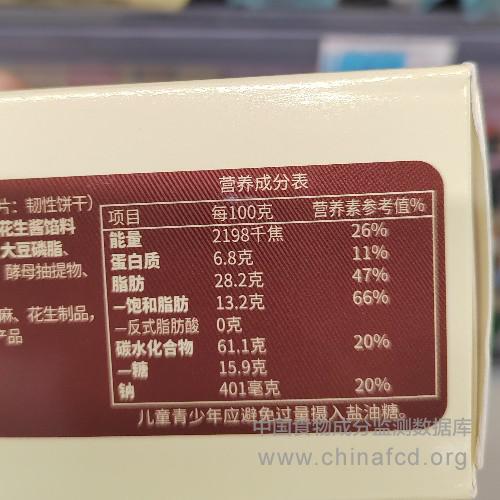 营养成分表
项目 每100克 营养素参考值%
能量 2198千焦 26%
蛋白质 6.8克 11%
脂肪 28.2克 47%
—饱和脂肪 13.2克 66%
—反式脂肪酸 0克
碳水化合物 61.1克 20%
—糖 15.9克
钠 401毫克 20%
儿童青少年应避免过量摄入盐油糖
片：韧性饼干）
花生酱馅料
大豆磷脂、
酵母抽提物、
麻、花生制品，
产品
中国食物成分监测数据库
www.chinafcd.org